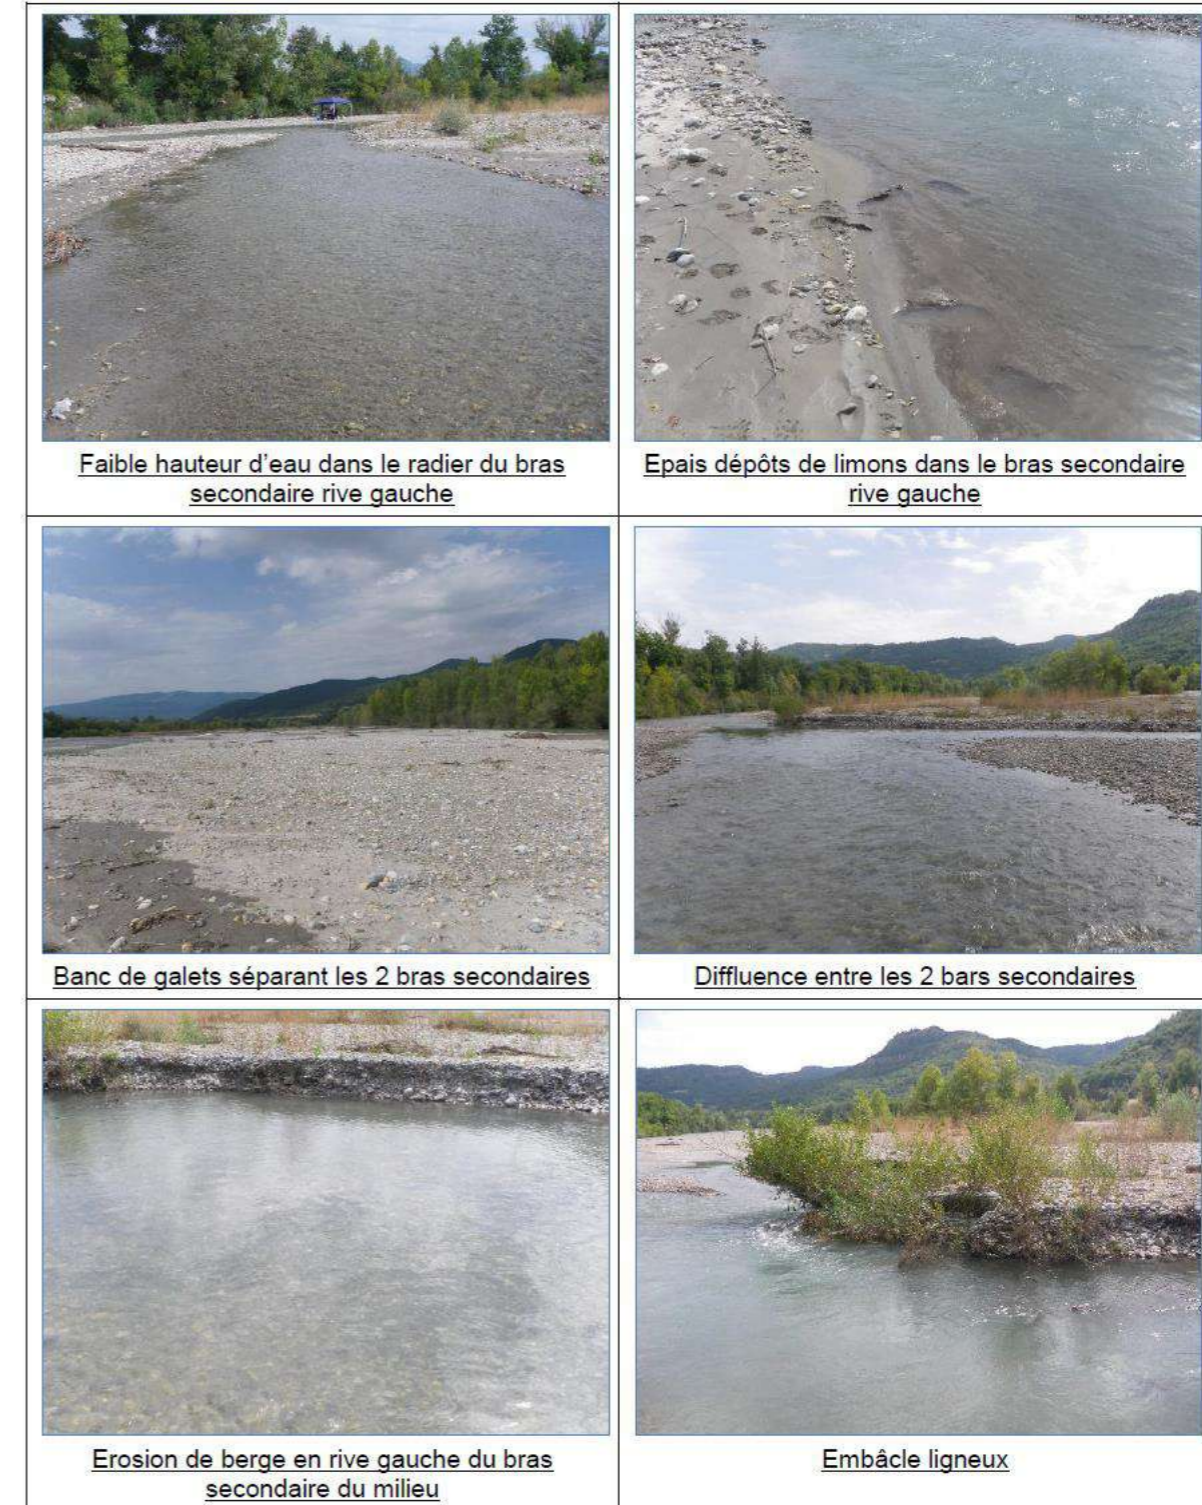 Faible hauteur d'eau dans le radier du bras
secondaire rive gauche
Epais dépôts de limons dans le bras secondaire
rive gauche
Banc de galets séparant les 2 bras secondaires
Diffluence entre les 2 bars secondaires
Erosion de berge en rive gauche du bras
secondaire du milieu
Embâcle ligneux